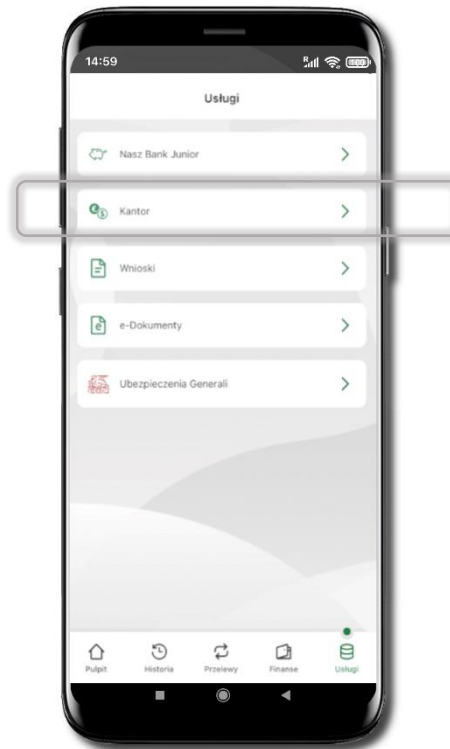 14:59
Usługi
Nasz Bank Junior
Kantor
Wnioski
e-Dokumenty
Ubezpieczenia Generali
Pulpit
Historia
Przelewy
Finanse
Usługi